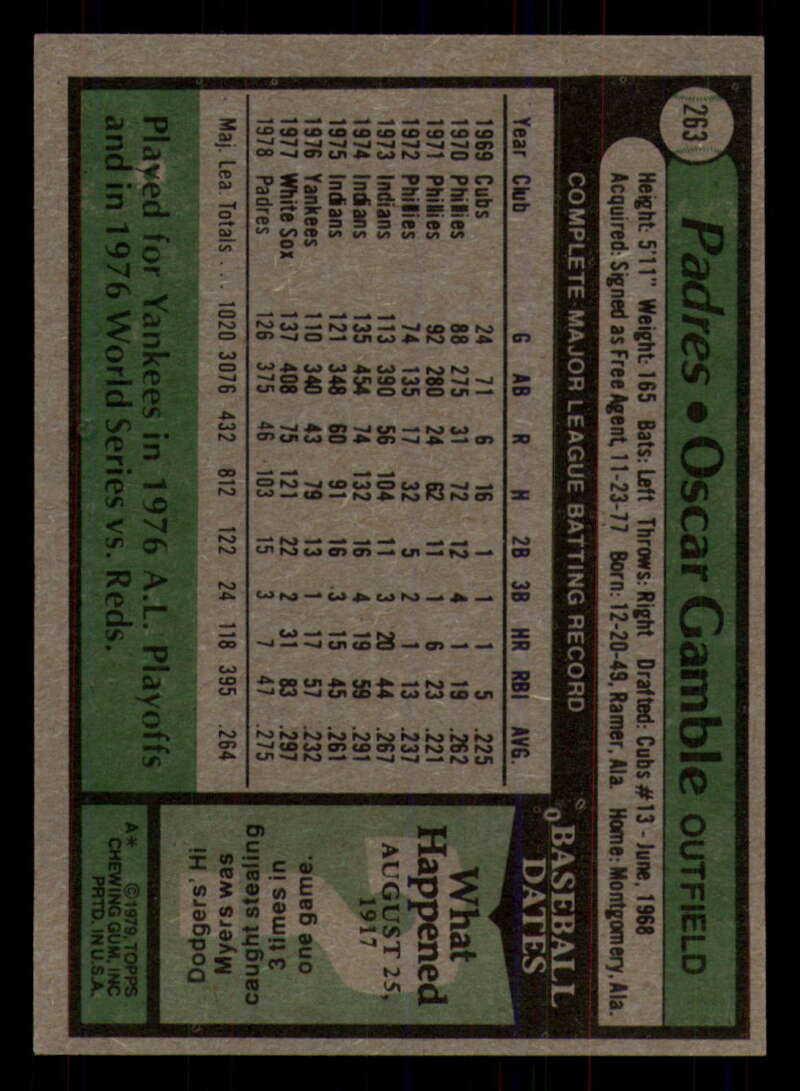 263
Padres • Oscar Gamble OUTFIELD
Height: 5'11" Weight: 165 Bats: Left Throws: Right Drafted: Cubs #13 - June, 1968
Acquired: Signed as Free Agent, 11-23-77 Born: 12-20-49, Ramer, Ala. Home: Montgomery, Ala.
COMPLETE MAJOR LEAGUE BATTING RECORD
Year Club G AB R H 2B 3B HR RBI AVG.
1969 Cubs 24 71 6 16 1 1 1 5 .225
1970 Phillies 88 275 31 72 12 4 1 19 .262
1971 Phillies 92 280 24 62 11 1 6 23 .221
1972 Phillies 74 135 17 32 5 2 1 13 .237
1973 Indians 113 390 56 104 11 3 20 44 .267
1974 Indians 135 454 74 132 16 4 19 59 .291
1975 Indians 121 348 60 91 16 3 15 45 .261
1976 Yankees 110 340 43 79 13 1 17 57 .232
1977 White Sox 137 408 75 121 22 2 31 83 .297
1978 Padres 126 375 46 103 15 3 7 47 .275
Maj. Lea. Totals . . . 1020 3076 432 812 122 24 118 395 .264
Played for Yankees in 1976 A.L. Playoffs
and in 1976 World Series vs. Reds.
BASEBALL
DATES
What
Happened
AUGUST 25,
1917
Dodgers' Hi
Myers was
caught stealing
3 times in
one game.
A* ©1979 TOPPS
CHEWING GUM, INC
PRTD. IN U.S.A.